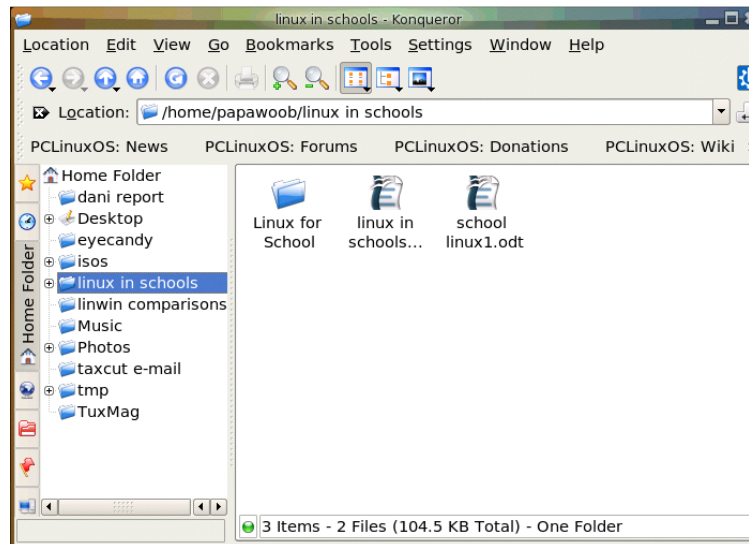 linux in schools - Konqueror
Location Edit View Go Bookmarks Tools Settings Window Help
Location: /home/papawoob/linux in schools
PCLinuxOS: News PCLinuxOS: Forums PCLinuxOS: Donations PCLinuxOS: Wiki
Home Folder
Home Folder
dani report
Desktop
eyecandy
isos
linux in schools
linwin comparisons
Music
Photos
taxcut e-mail
tmp
TuxMag
Linux for
School
linux in
schools...
school
linux1.odt
3 Items - 2 Files (104.5 KB Total) - One Folder